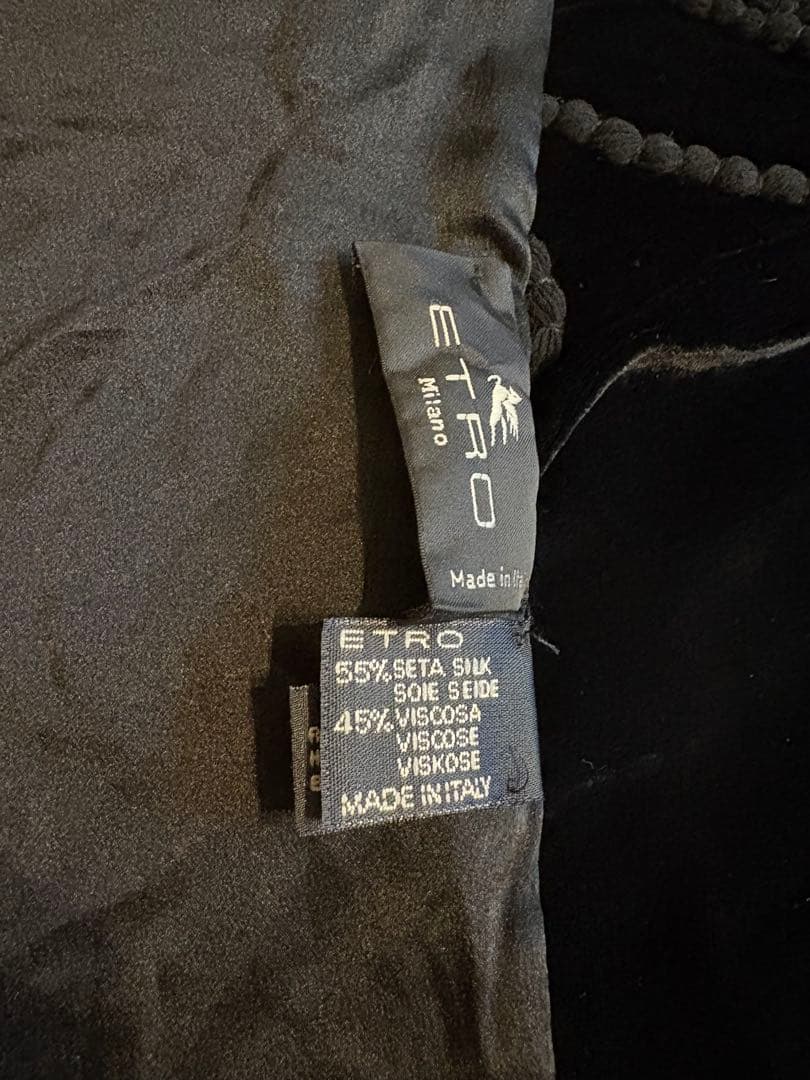 ETRO
Milano
Made in Ita
ETRO
55% SETA SILK
SOIE SEIDE
45% VISCOSA
VISCOSE
VISKOSE
MADE IN ITALY